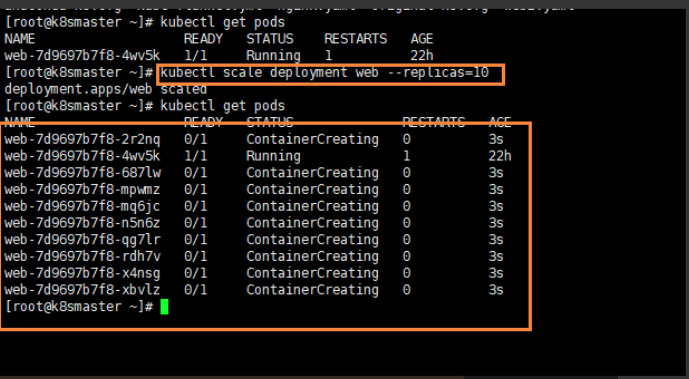 [root@k8smaster ~]# kubectl get pods
NAME READY STATUS RESTARTS AGE
web-7d9697b7f8-4wv5k 1/1 Running 1 22h
[root@k8smaster ~]# kubectl scale deployment web --replicas=10
deployment.apps/web scaled
[root@k8smaster ~]# kubectl get pods
NAME READY STATUS RESTARTS AGE
web-7d9697b7f8-2r2nq 0/1 ContainerCreating 0 3s
web-7d9697b7f8-4wv5k 1/1 Running 1 22h
web-7d9697b7f8-687lw 0/1 ContainerCreating 0 3s
web-7d9697b7f8-mpwmz 0/1 ContainerCreating 0 3s
web-7d9697b7f8-mq6jc 0/1 ContainerCreating 0 3s
web-7d9697b7f8-n5n6z 0/1 ContainerCreating 0 3s
web-7d9697b7f8-qg7lr 0/1 ContainerCreating 0 3s
web-7d9697b7f8-rdh7v 0/1 ContainerCreating 0 3s
web-7d9697b7f8-x4nsg 0/1 ContainerCreating 0 3s
web-7d9697b7f8-xbvlz 0/1 ContainerCreating 0 3s
[root@k8smaster ~]#